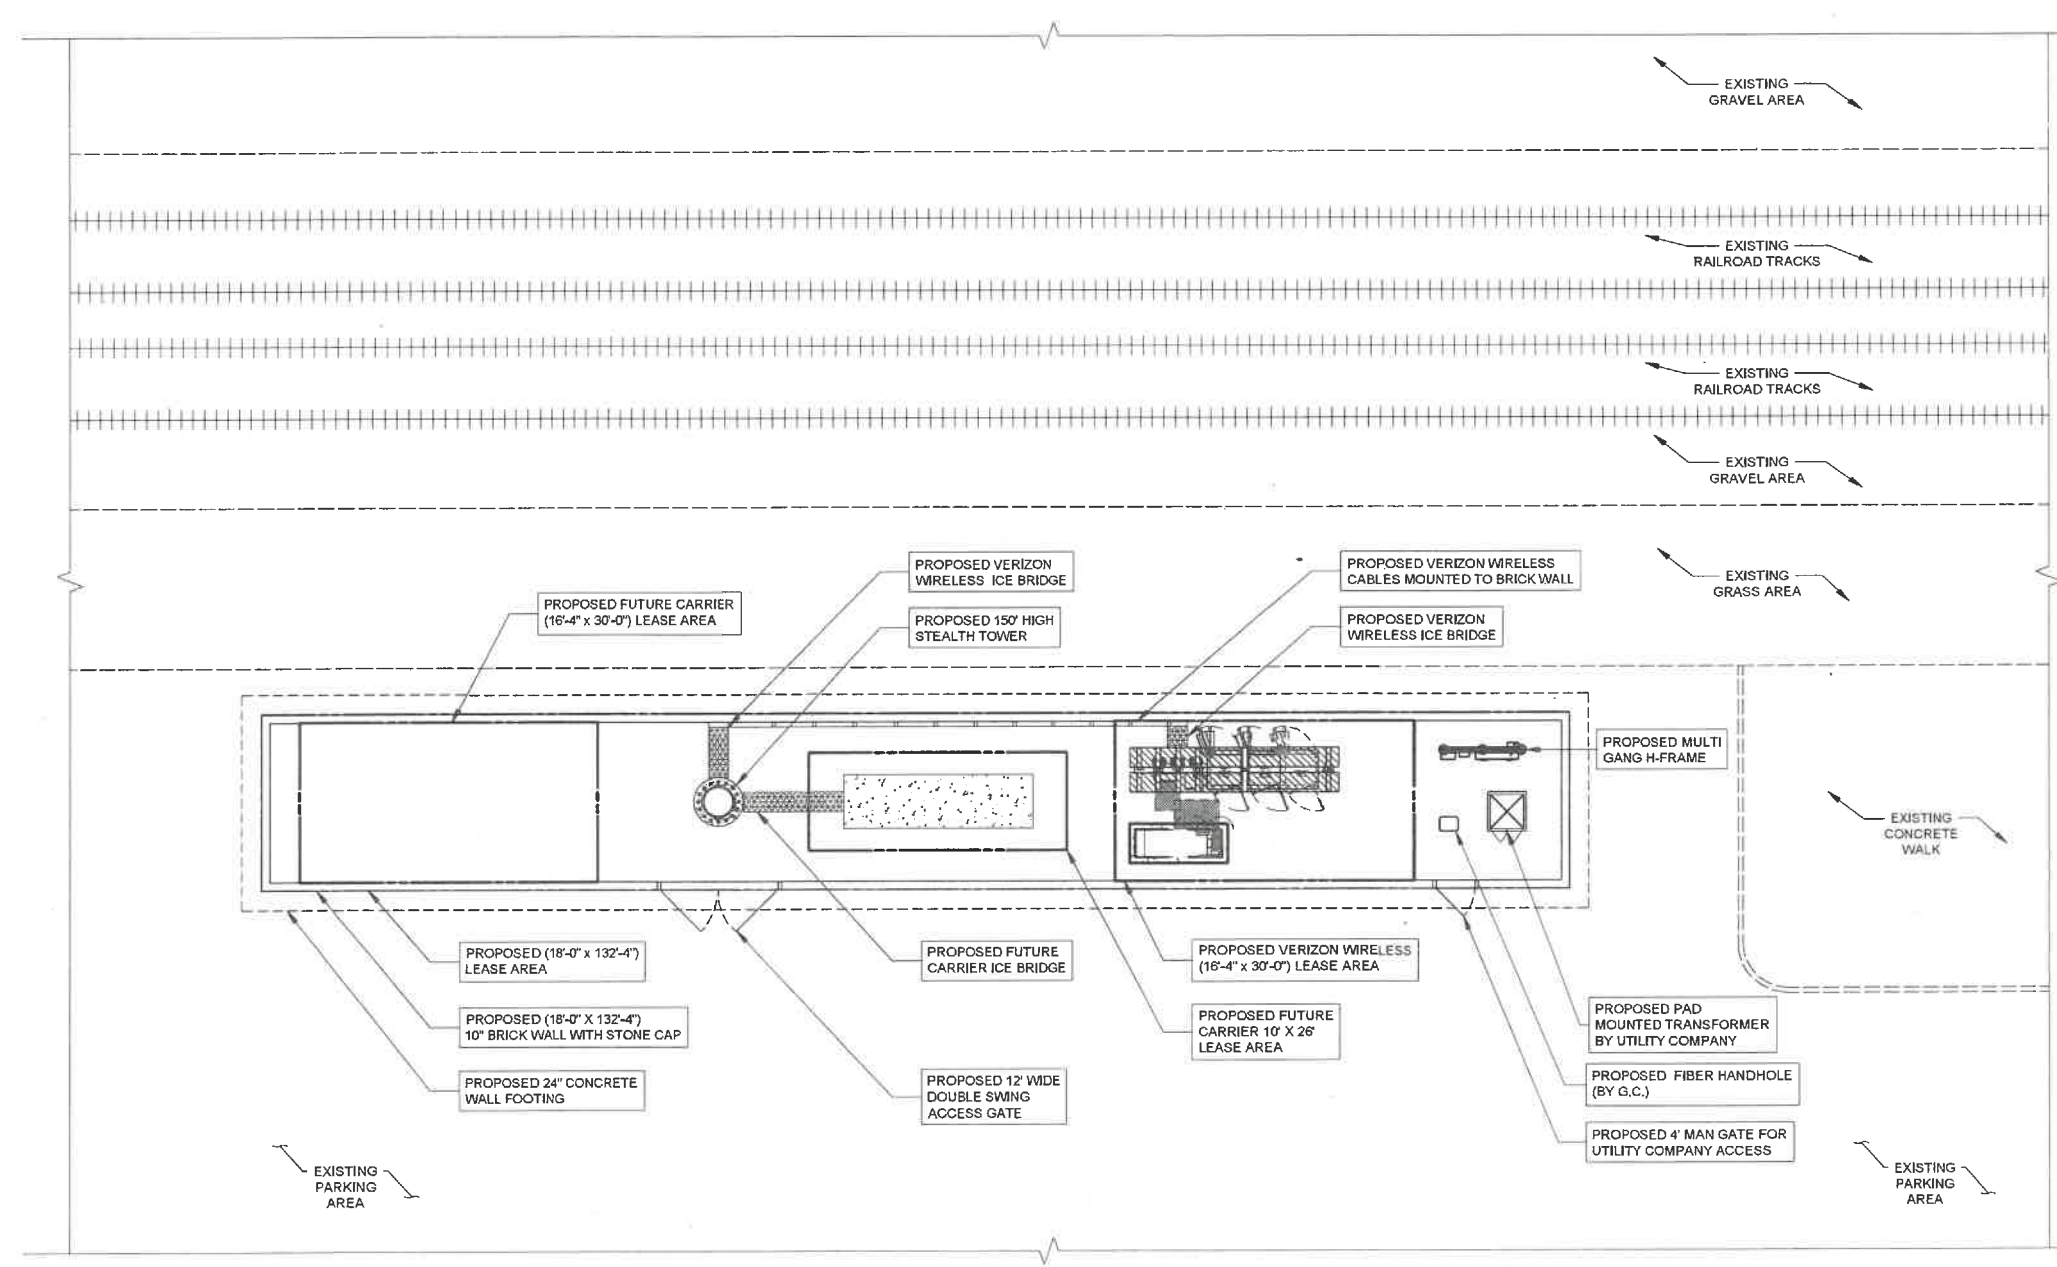 EXISTING
GRAVEL AREA
EXISTING
RAILROAD TRACKS
EXISTING
RAILROAD TRACKS
EXISTING
GRAVEL AREA
PROPOSED VERIZON
WIRELESS ICE BRIDGE
PROPOSED VERIZON WIRELESS
CABLES MOUNTED TO BRICK WALL
EXISTING
GRASS AREA
PROPOSED FUTURE CARRIER
(16'-4" x 30'-0") LEASE AREA
PROPOSED 150' HIGH
STEALTH TOWER
PROPOSED VERIZON
WIRELESS ICE BRIDGE
PROPOSED MULTI
GANG H-FRAME
EXISTING
CONCRETE
WALK
PROPOSED (18'-0" x 132'-4")
LEASE AREA
PROPOSED FUTURE
CARRIER ICE BRIDGE
PROPOSED VERIZON WIRELESS
(16'-4" x 30'-0") LEASE AREA
PROPOSED (18'-0" X 132'-4")
10" BRICK WALL WITH STONE CAP
PROPOSED FUTURE
CARRIER 10' X 26'
LEASE AREA
PROPOSED PAD
MOUNTED TRANSFORMER
BY UTILITY COMPANY
PROPOSED 24" CONCRETE
WALL FOOTING
PROPOSED 12' WIDE
DOUBLE SWING
ACCESS GATE
PROPOSED FIBER HANDHOLE
(BY G.C.)
PROPOSED 4' MAN GATE FOR
UTILITY COMPANY ACCESS
EXISTING
PARKING
AREA
EXISTING
PARKING
AREA